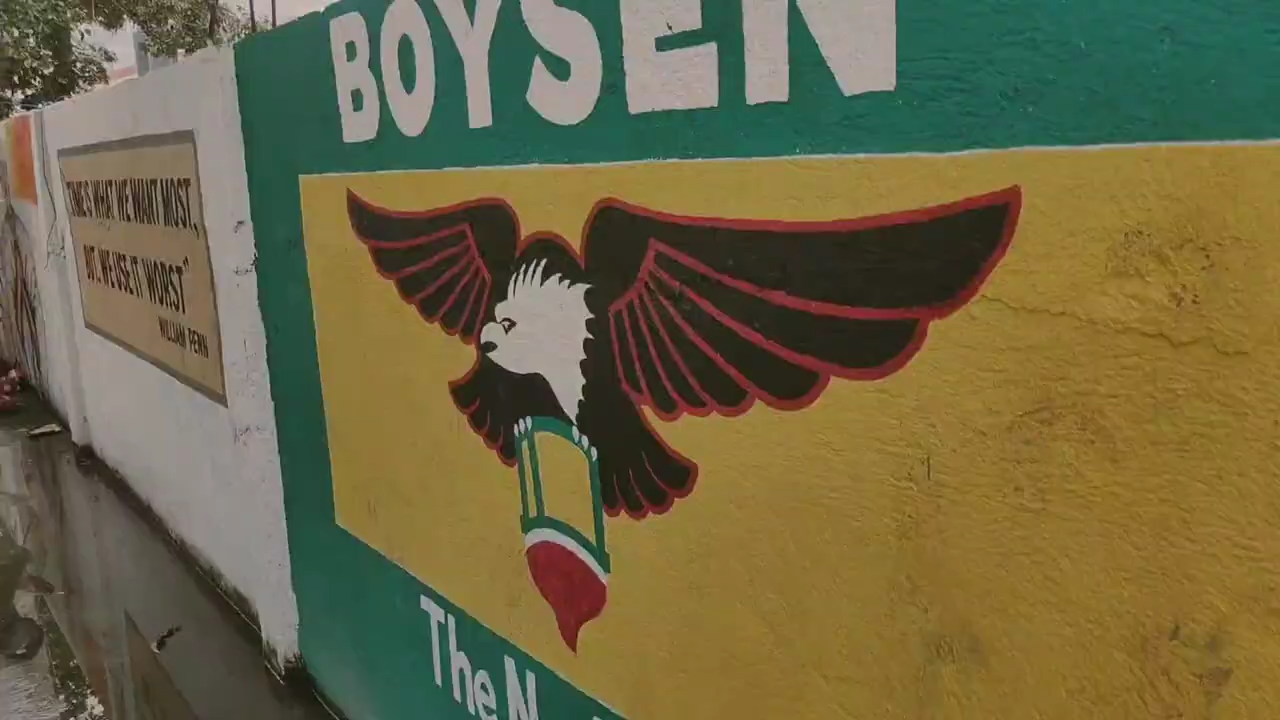 BOYSEN
"TIME IS WHAT WE WANT MOST,
BUT WE USE IT WORST"
WILLIAM PENN
The